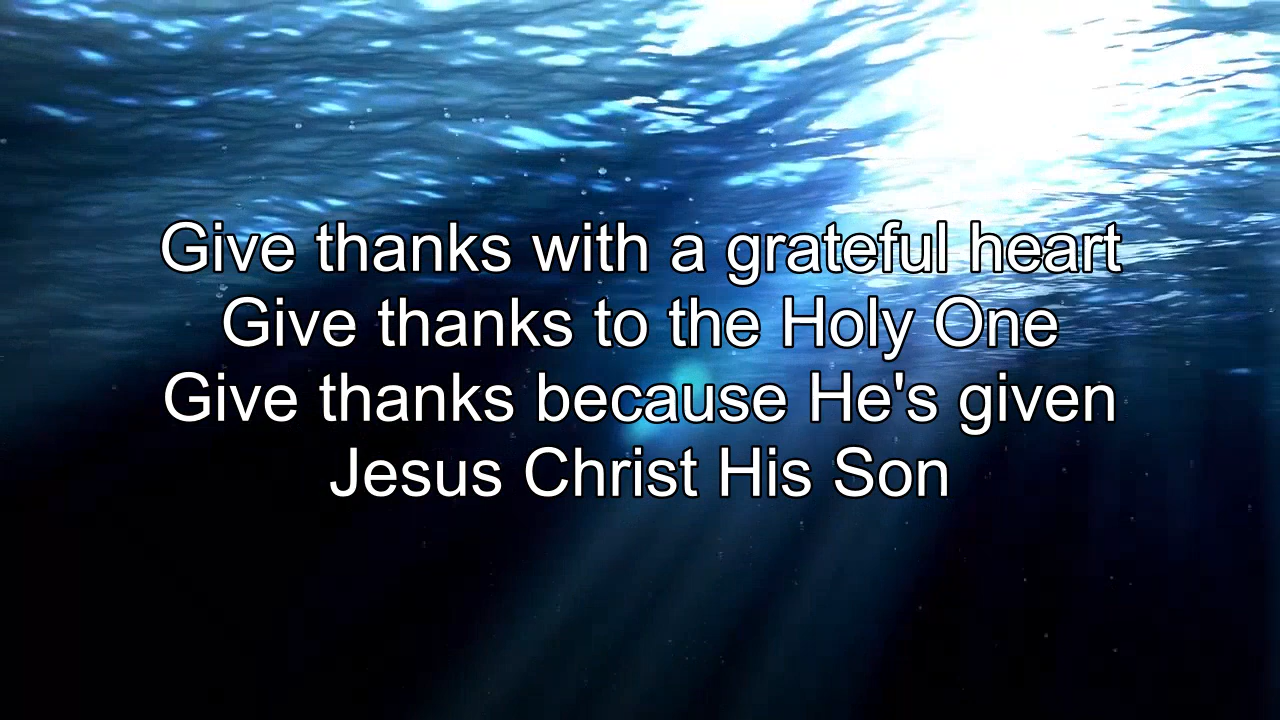 Give thanks with a grateful heart
Give thanks to the Holy One
Give thanks because He's given
Jesus Christ His Son